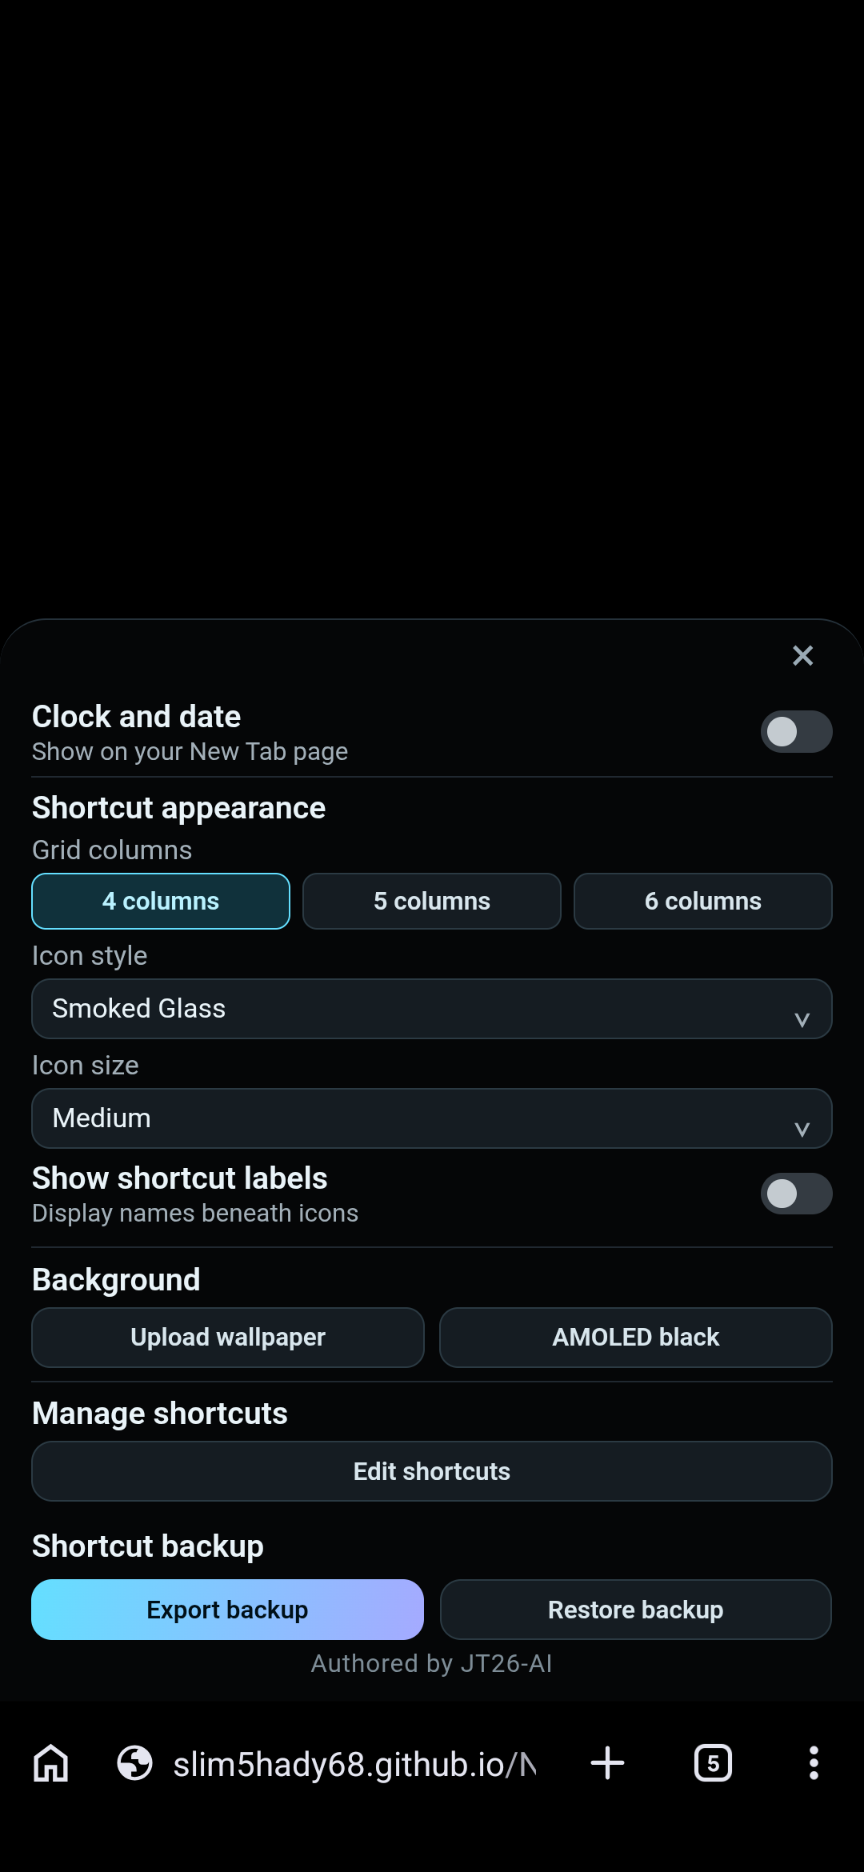 Clock and date
Show on your New Tab page
Shortcut appearance
Grid columns
4 columns 5 columns 6 columns
Icon style
Smoked Glass
Icon size
Medium
Show shortcut labels
Display names beneath icons
Background
Upload wallpaper AMOLED black
Manage shortcuts
Edit shortcuts
Shortcut backup
Export backup Restore backup
Authored by JT26-AI
slim5hady68.github.io/N 5